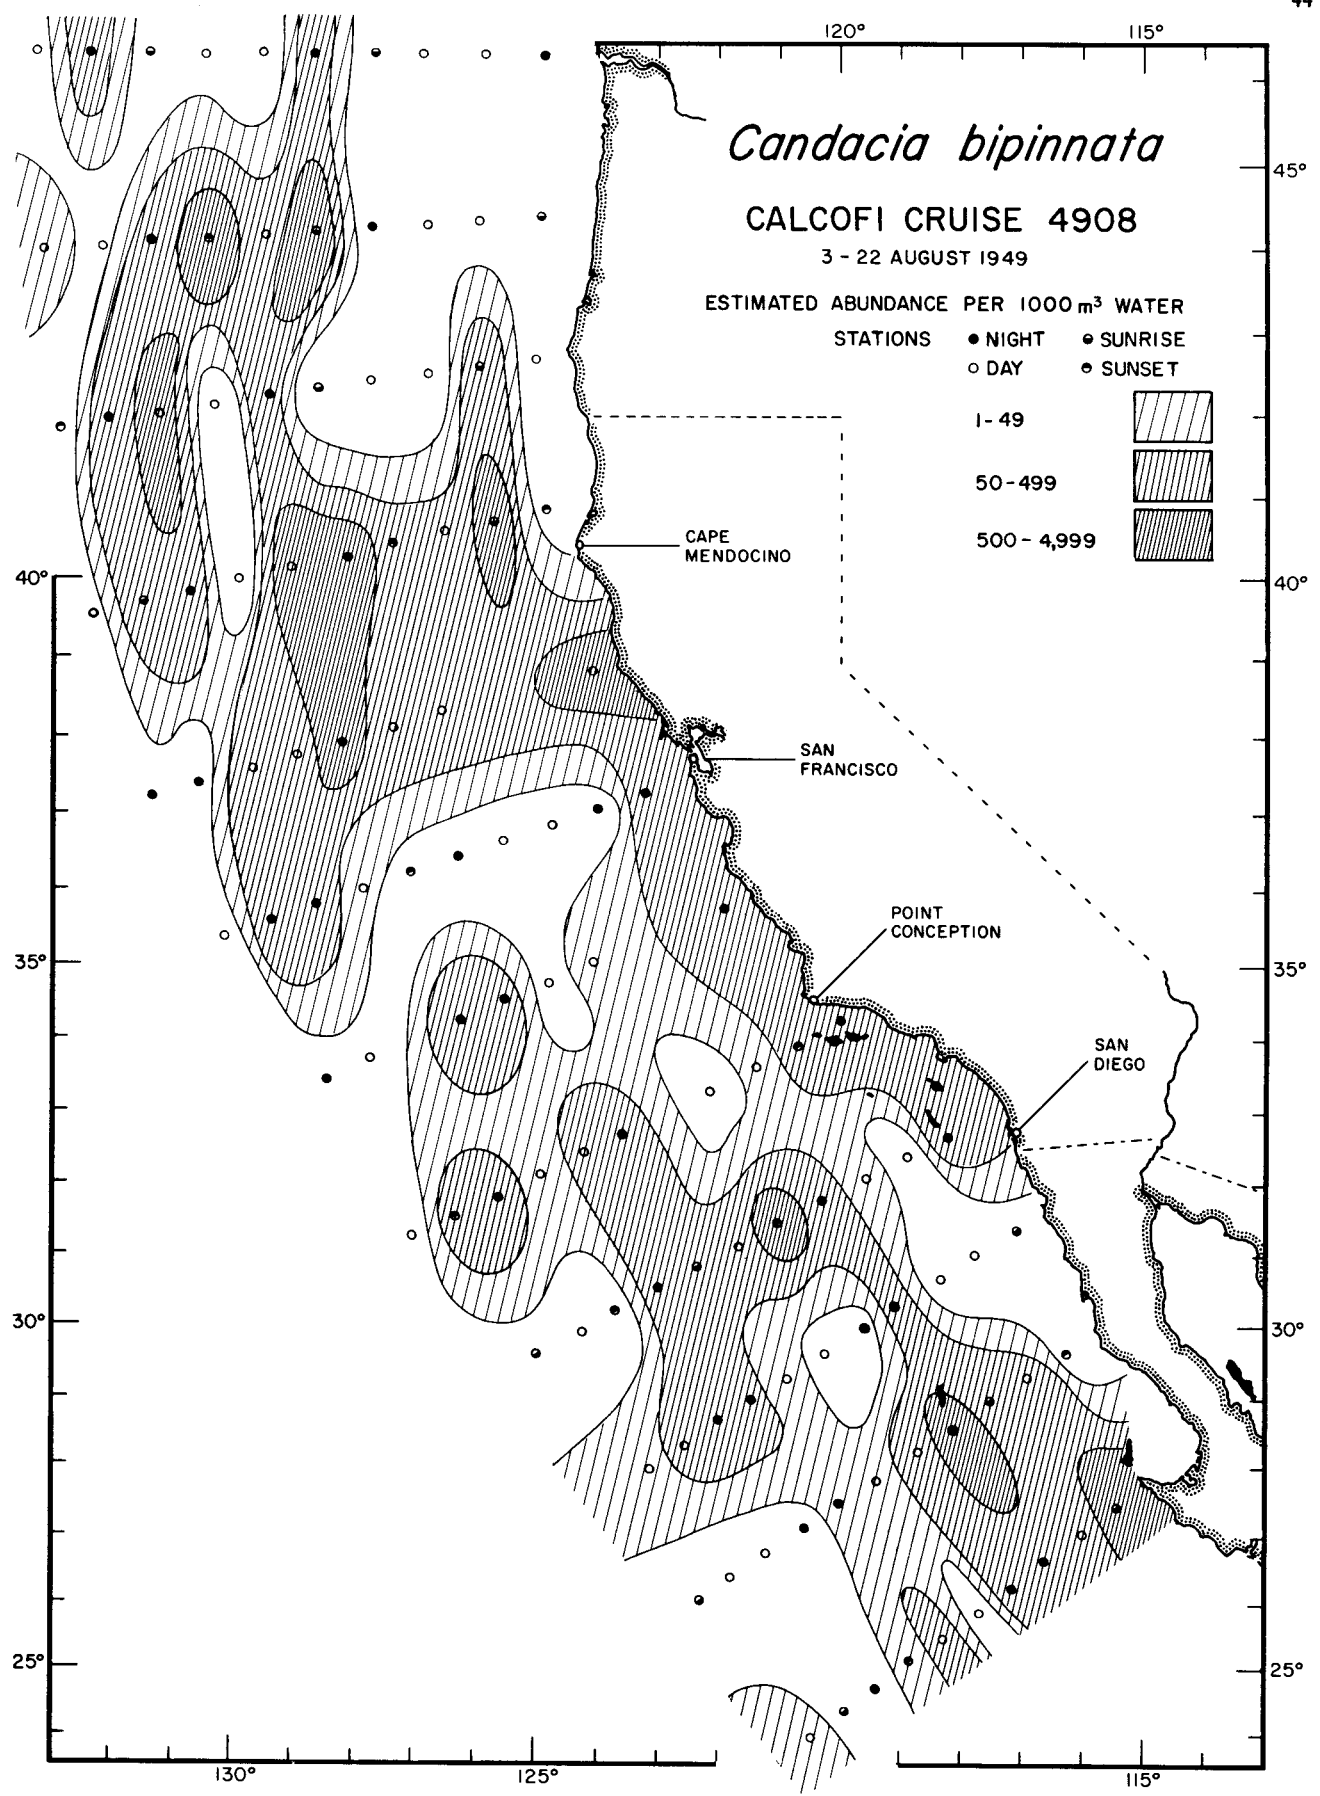 44
120°
115°
Candacia bipinnata
45°
CALCOFI CRUISE 4908
3 - 22 AUGUST 1949
ESTIMATED ABUNDANCE PER 1000 m³ WATER
STATIONS
NIGHT
SUNRISE
DAY
SUNSET
1 - 49
50 - 499
500 - 4,999
CAPE
MENDOCINO
40°
40°
SAN
FRANCISCO
POINT
CONCEPTION
35°
35°
SAN
DIEGO
30°
30°
25°
25°
130°
125°
115°